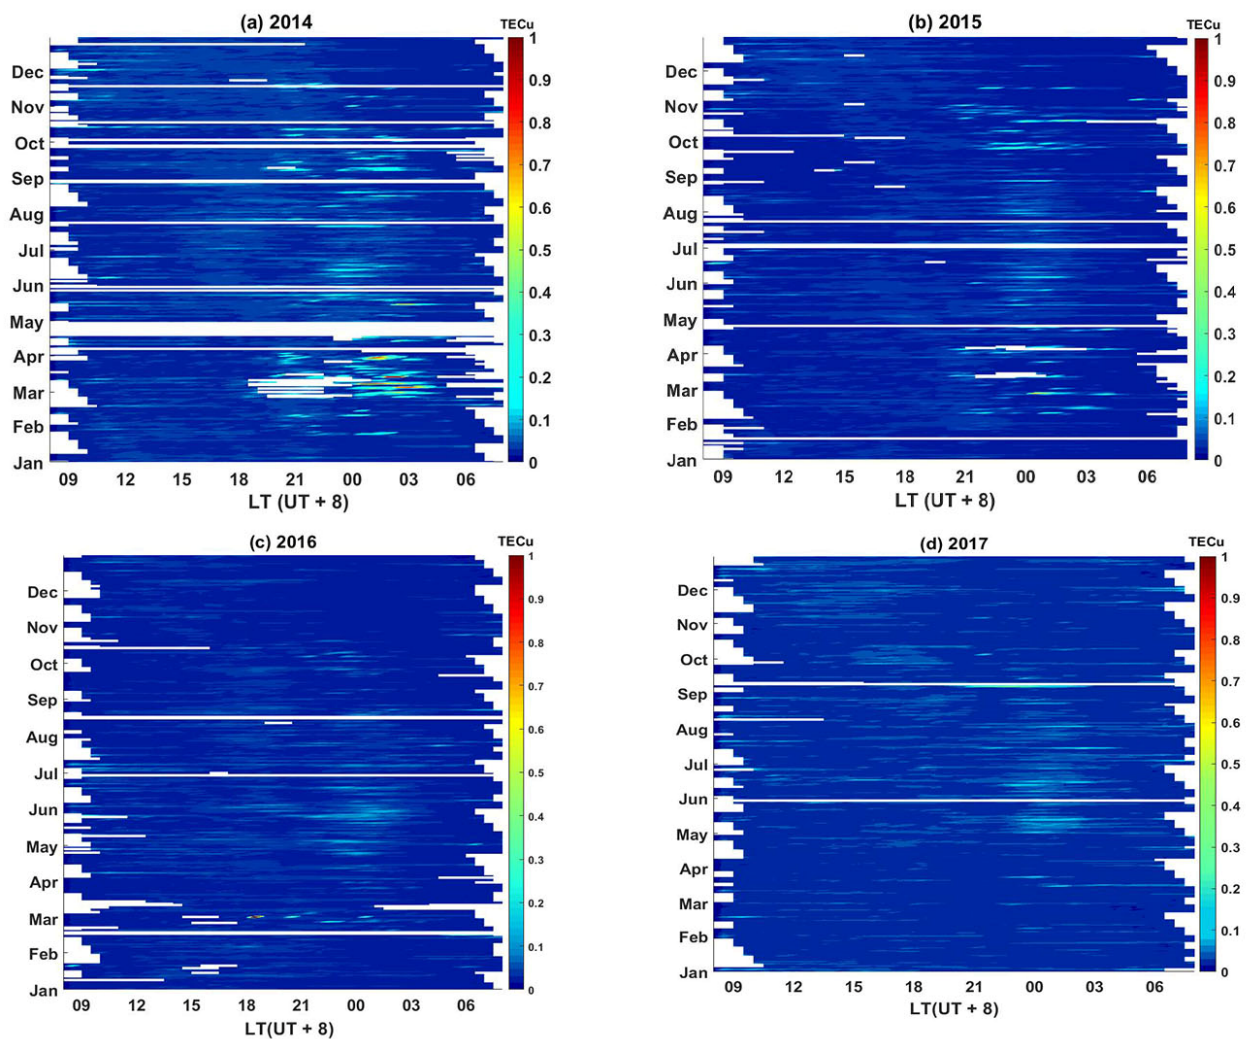 (a) 2014
TECu
Dec
Nov
Oct
Sep
Aug
Jul
Jun
May
Apr
Mar
Feb
Jan
09 12 15 18 21 00 03 06
LT (UT + 8)
1
0.9
0.8
0.7
0.6
0.5
0.4
0.3
0.2
0.1
0
(b) 2015
TECu
Dec
Nov
Oct
Sep
Aug
Jul
Jun
May
Apr
Mar
Feb
Jan
09 12 15 18 21 00 03 06
LT (UT + 8)
1
0.9
0.8
0.7
0.6
0.5
0.4
0.3
0.2
0.1
0
(c) 2016
TECu
Dec
Nov
Oct
Sep
Aug
Jul
Jun
May
Apr
Mar
Feb
Jan
09 12 15 18 21 00 03 06
LT(UT + 8)
1
0.9
0.8
0.7
0.6
0.5
0.4
0.3
0.2
0.1
0
(d) 2017
TECu
Dec
Nov
Oct
Sep
Aug
Jul
Jun
May
Apr
Mar
Feb
Jan
09 12 15 18 21 00 03 06
LT(UT + 8)
1
0.9
0.8
0.7
0.6
0.5
0.4
0.3
0.2
0.1
0